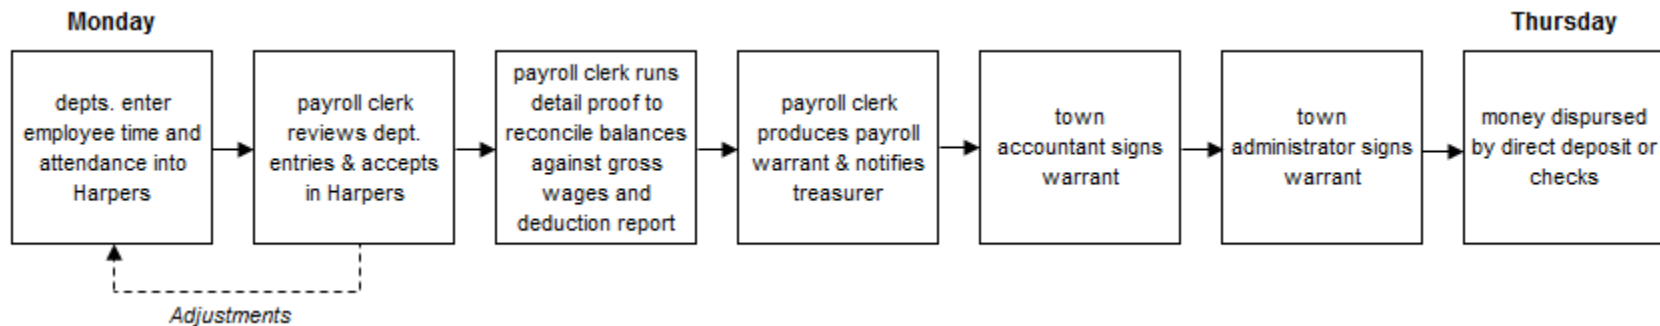 Monday
Thursday
depts. enter
employee time and
attendance into
Harpers
payroll clerk
reviews dept.
entries & accepts
in Harpers
payroll clerk runs
detail proof to
reconcile balances
against gross
wages and
deduction report
payroll clerk
produces payroll
warrant & notifies
treasurer
town
accountant signs
warrant
town
administrator signs
warrant
money dispursed
by direct deposit or
checks
Adjustments